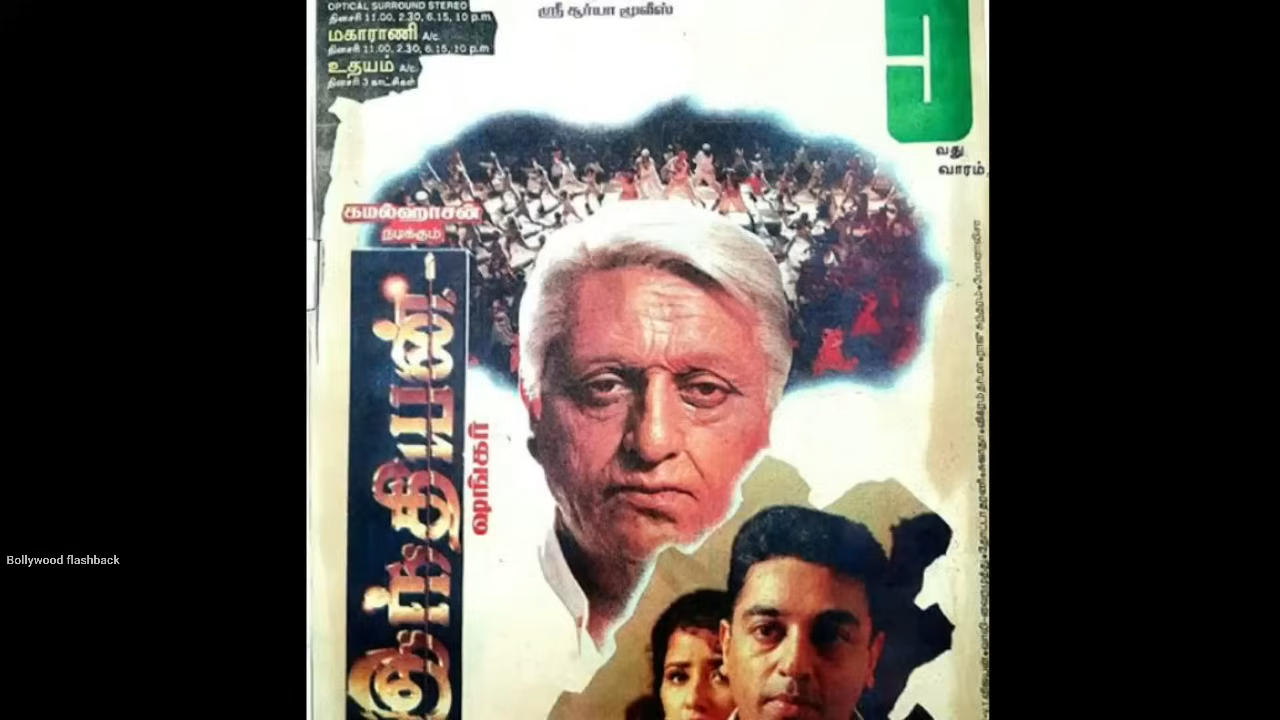 OPTICAL SURROUND STEREO
தினசரி 11.00, 2.30, 6.15, 10 p.m
மகாராணி A/c.
தினசரி 11.00, 2.30, 6.15, 10 p.m
உதயம் A/c.
தினசரி 3 காட்சிகள்
ஸ்ரீ சூர்யா மூவீஸ்
வது
வாரம்
கமல்ஹாசன்
நடிக்கும்
இந்தியன்
ஷங்கர்
Bollywood flashback